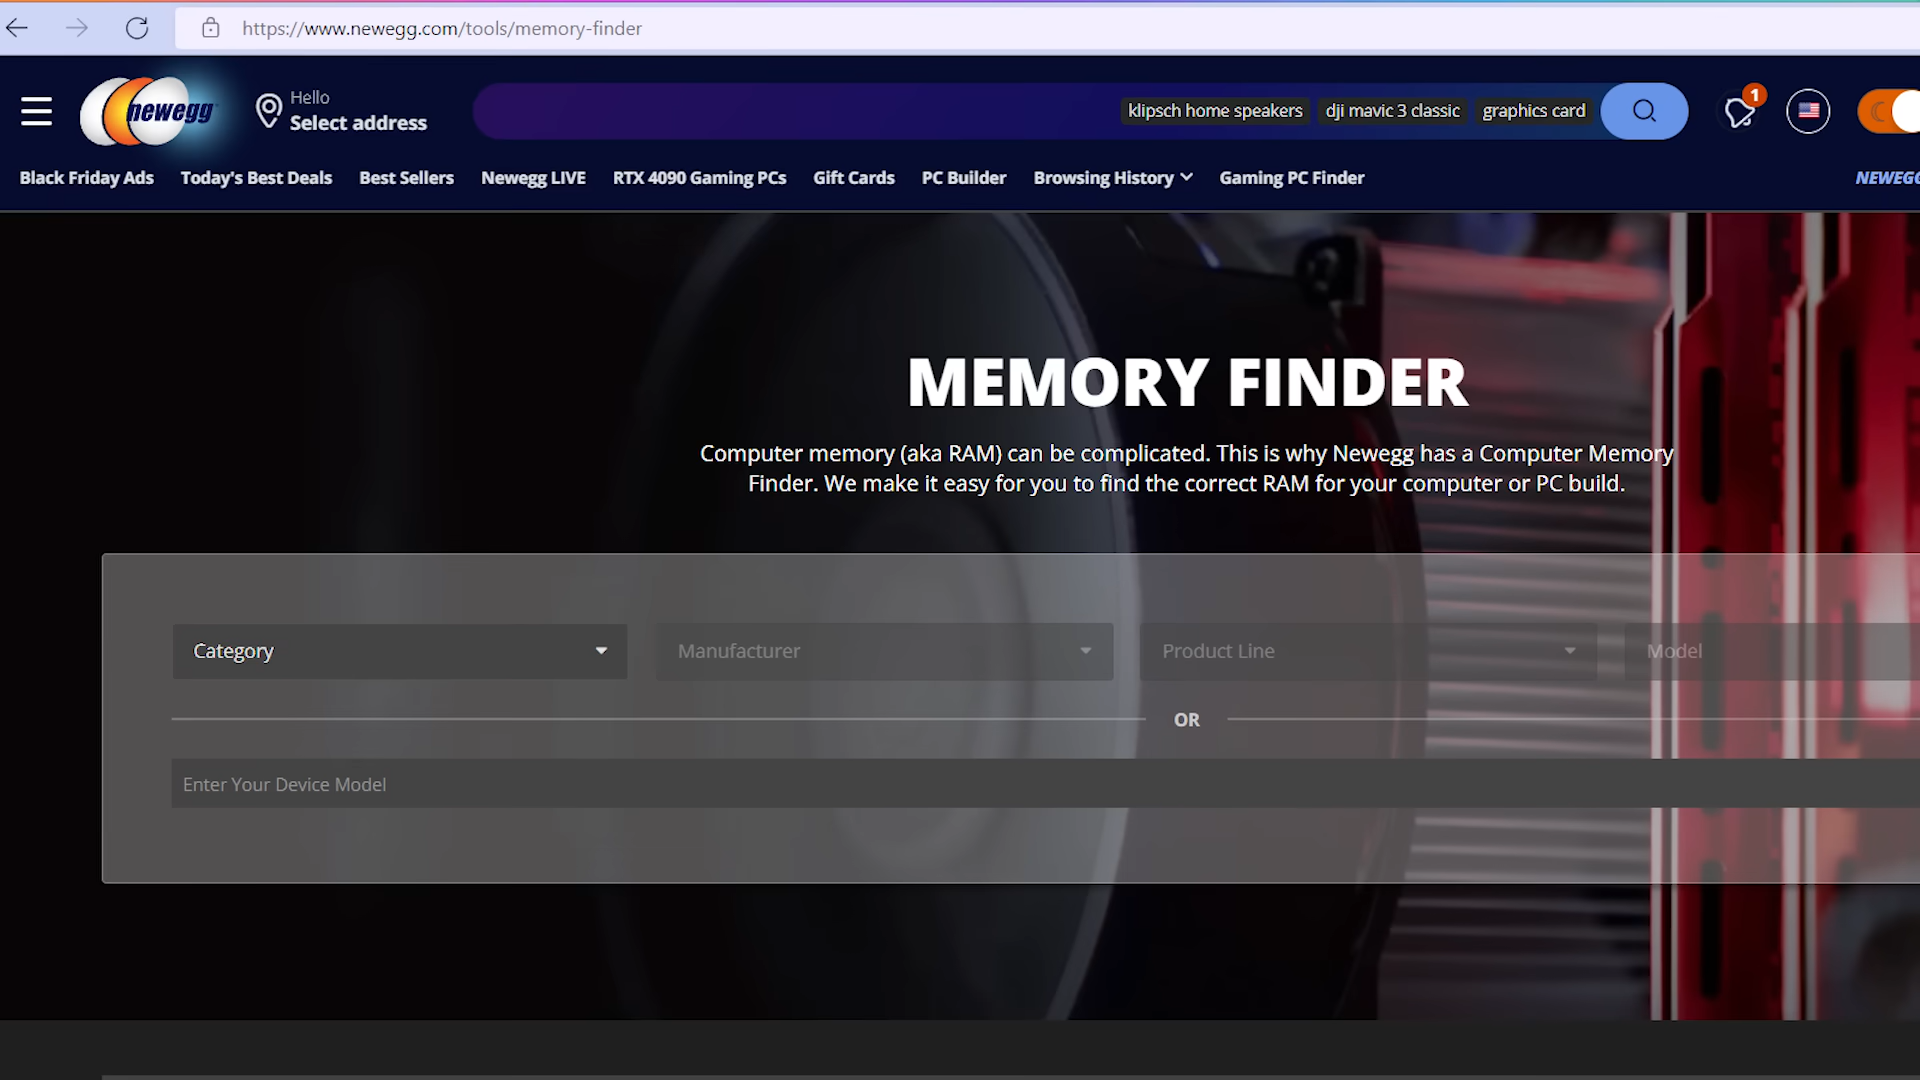 https://www.newegg.com/tools/memory-finder
newegg
Hello
Select address
klipsch home speakers
dji mavic 3 classic
graphics card
1
Black Friday Ads
Today's Best Deals
Best Sellers
Newegg LIVE
RTX 4090 Gaming PCs
Gift Cards
PC Builder
Browsing History
Gaming PC Finder
NEWEGG
MEMORY FINDER
Computer memory (aka RAM) can be complicated. This is why Newegg has a Computer Memory
Finder. We make it easy for you to find the correct RAM for your computer or PC build.
Category
Manufacturer
Product Line
Model
OR
Enter Your Device Model